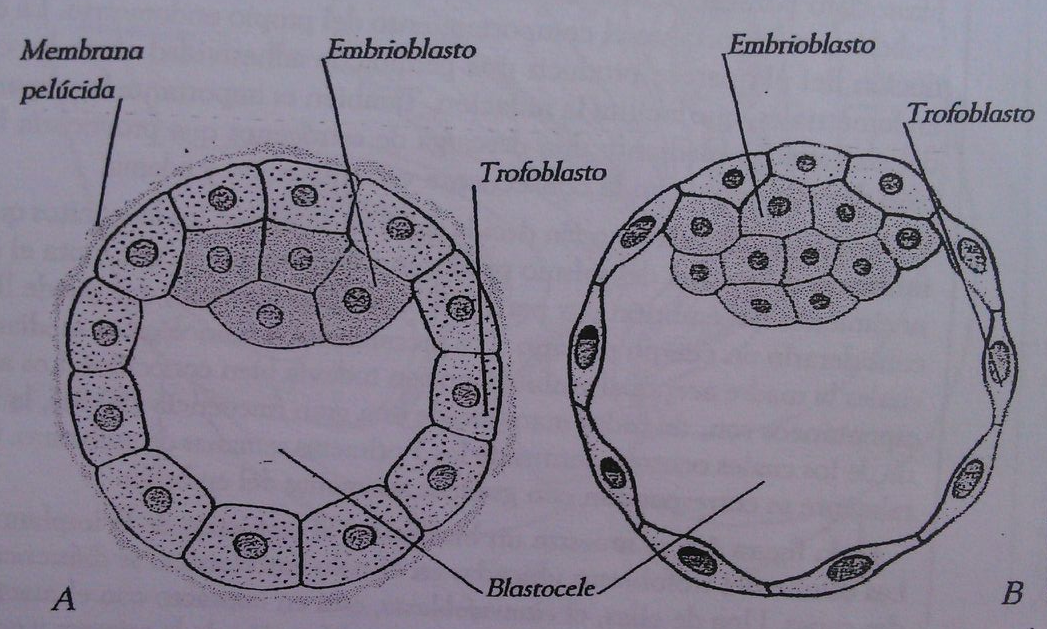 Membrana
pelúcida
Embrioblasto
Trofoblasto
Embrioblasto
Trofoblasto
Blastocele
A
B